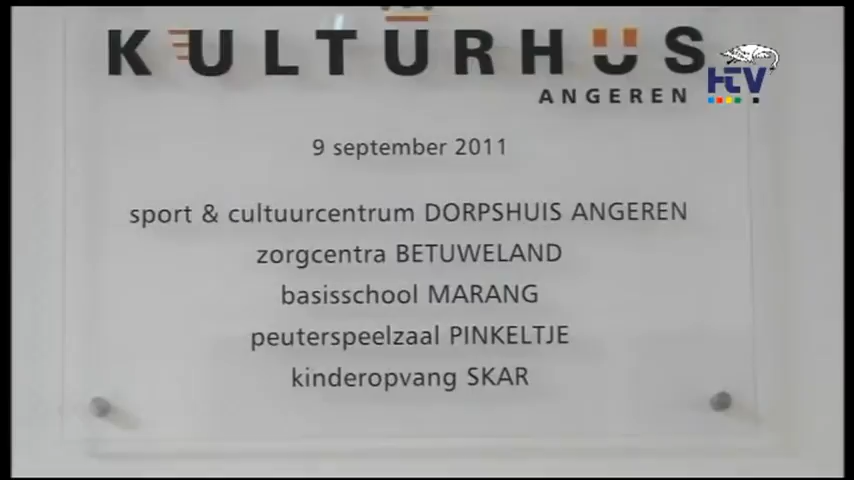 KULTURHUS
ANGEREN
HTV
9 september 2011
sport & cultuurcentrum DORPSHUIS ANGEREN
zorgcentra BETUWELAND
basisschool MARANG
peuterspeelzaal PINKELTJE
kinderopvang SKAR